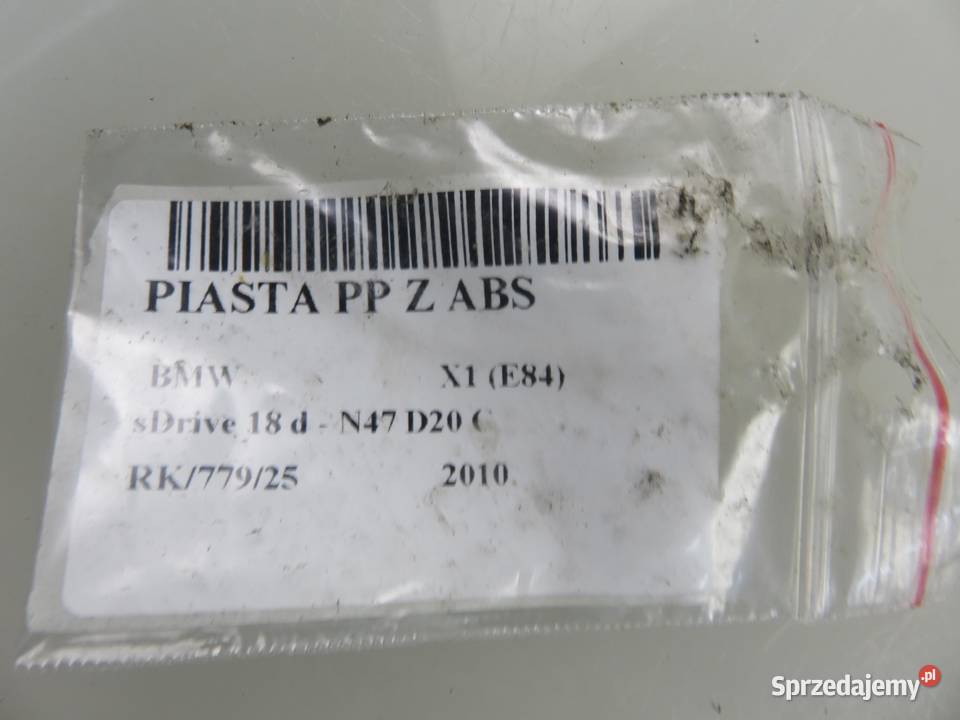 PIASTA PP Z ABS
BMW X1 (E84)
sDrive 18 d - N47 D20 C
RK/779/25 2010
Sprzedajemy.pl